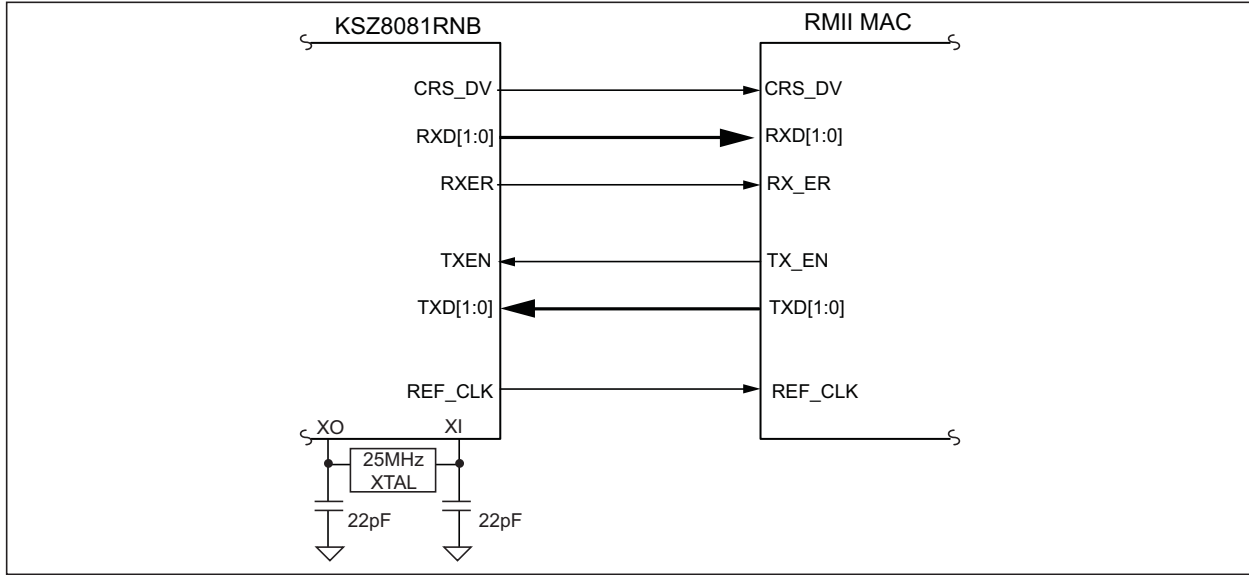 KSZ8081RNB
RMII MAC
CRS_DV
CRS_DV
RXD[1:0]
RXD[1:0]
RXER
RX_ER
TXEN
TX_EN
TXD[1:0]
TXD[1:0]
REF_CLK
REF_CLK
XO
XI
25MHz
XTAL
22pF
22pF